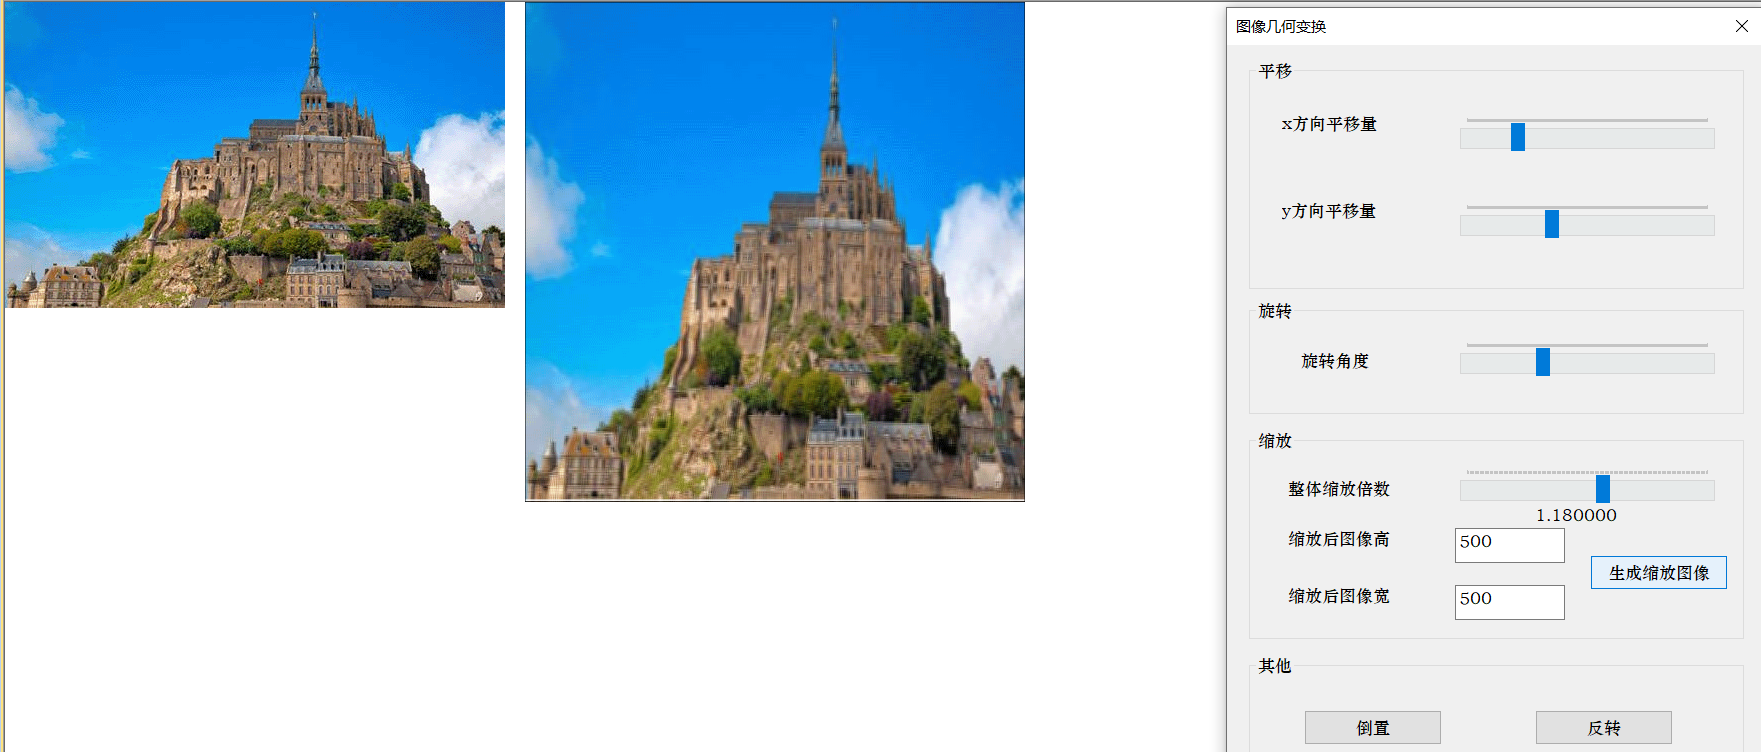 图像几何变换
平移
x方向平移量
y方向平移量
旋转
旋转角度
缩放
整体缩放倍数
1.180000
缩放后图像高
500
生成缩放图像
缩放后图像宽
500
其他
倒置
反转